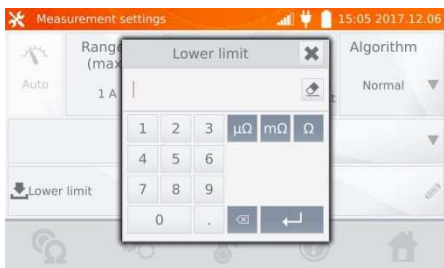 Measurement settings 15:05 2017.12.06
Range Lower limit Algorithm
(max
Auto 1 A Normal
1 2 3 μΩ mΩ Ω
4 5 6
Lower limit 7 8 9
0 .